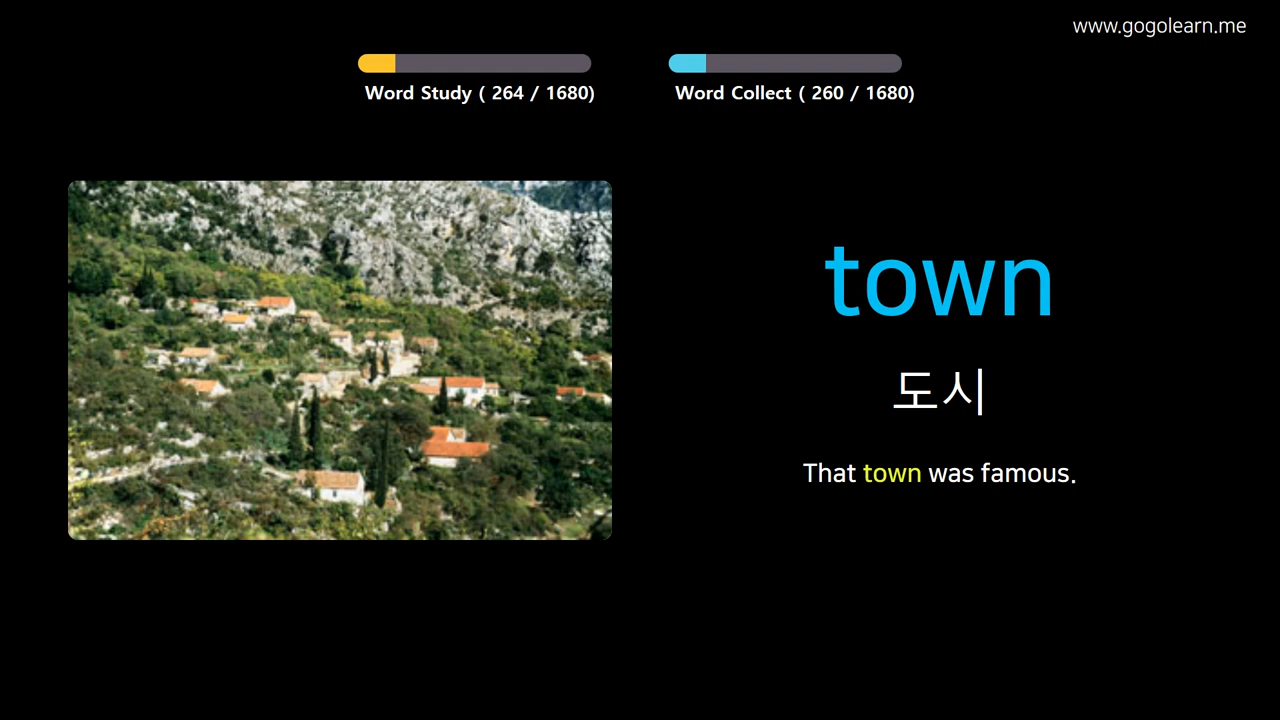 www.gogolearn.me
Word Study ( 264 / 1680)
Word Collect ( 260 / 1680)
town
도시
That town was famous.